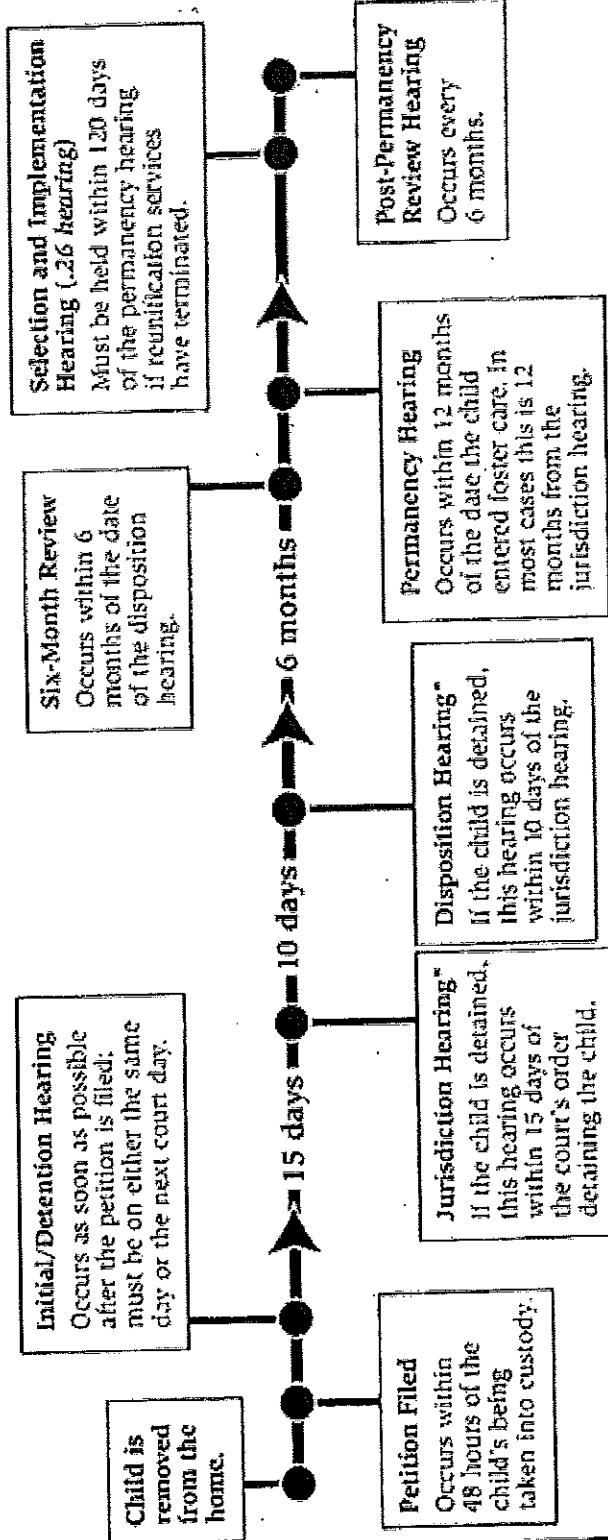 Child is
removed
from the
home.
Petition Filed
Occurs within
48 hours of the
child's being
taken into custody.
Initial/Detention Hearing
Occurs as soon as possible
after the petition is filed;
must be on either the same
day or the next court day.
15 days
Jurisdiction Hearing*
If the child is detained,
this hearing occurs
within 15 days of
the court's order
detaining the child.
10 days
Disposition Hearing*
If the child is detained,
this hearing occurs
within 10 days of the
jurisdiction hearing.
6 months
Six-Month Review
Occurs within 6
months of the date
of the disposition
hearing.
Permanency Hearing
Occurs within 12 months
of the date the child
entered foster care. In
most cases this is 12
months from the
jurisdiction hearing.
Selection and Implementation
Hearing (.26 hearing)
Must be held within 120 days
of the permanency hearing
if reunification services
have terminated.
Post-Permanency
Review Hearing
Occurs every
6 months.